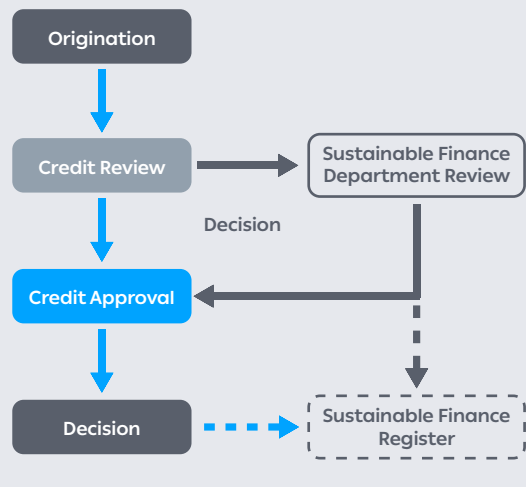 Origination
Credit Review
Sustainable Finance
Department Review
Decision
Credit Approval
Decision
Sustainable Finance
Register